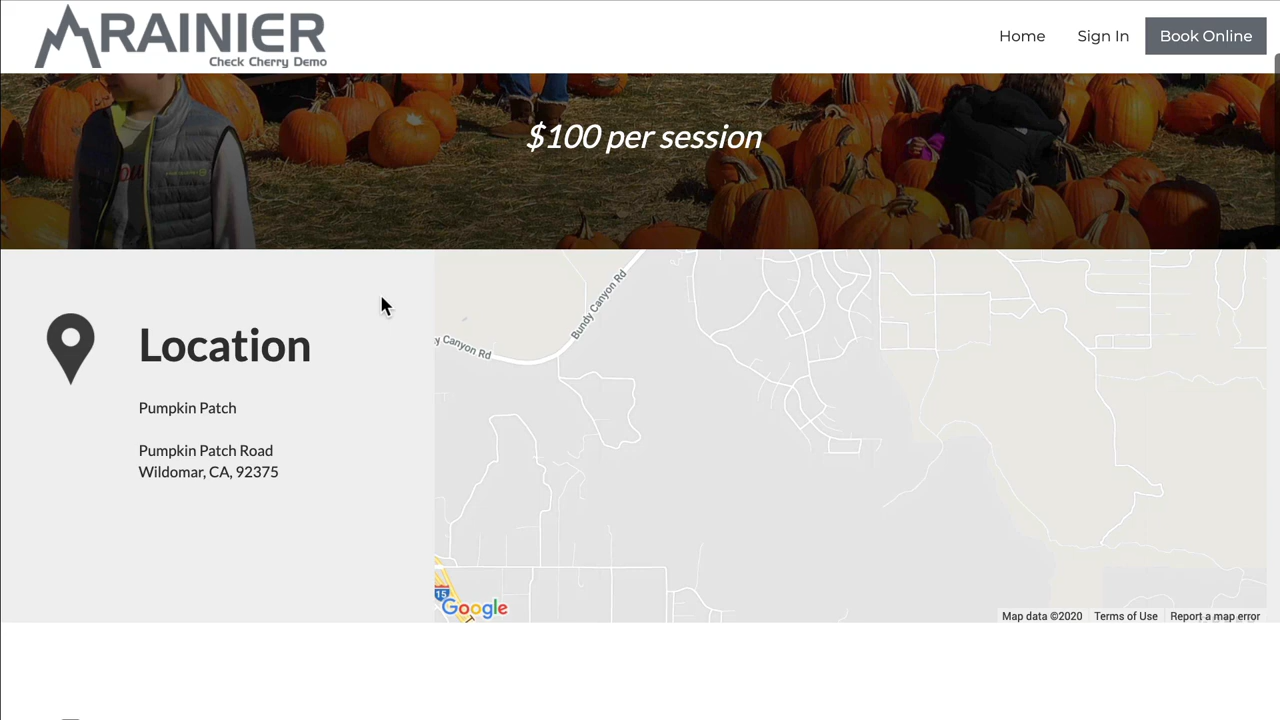 RAINIER
Check Cherry Demo
Home
Sign In
Book Online
$100 per session
Location
Pumpkin Patch
Pumpkin Patch Road
Wildomar, CA, 92375
Bundy Canyon Rd
y Canyon Rd
15
Google
Map data ©2020
Terms of Use
Report a map error